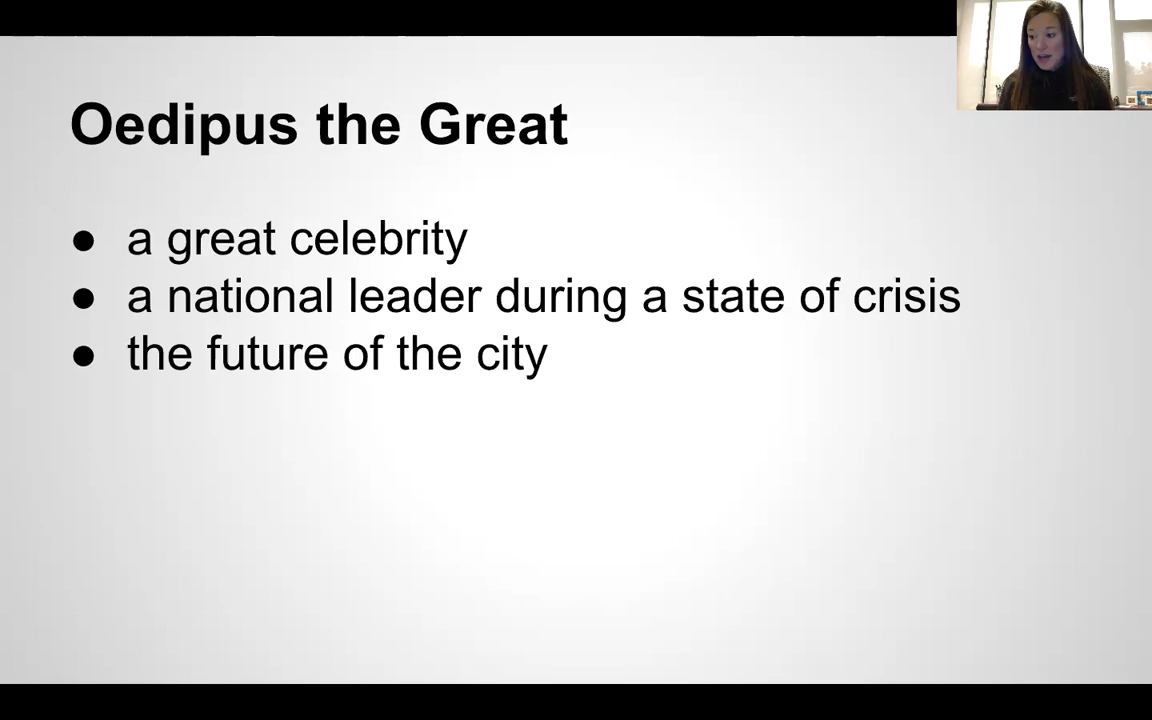 Oedipus the Great
● a great celebrity
● a national leader during a state of crisis
● the future of the city